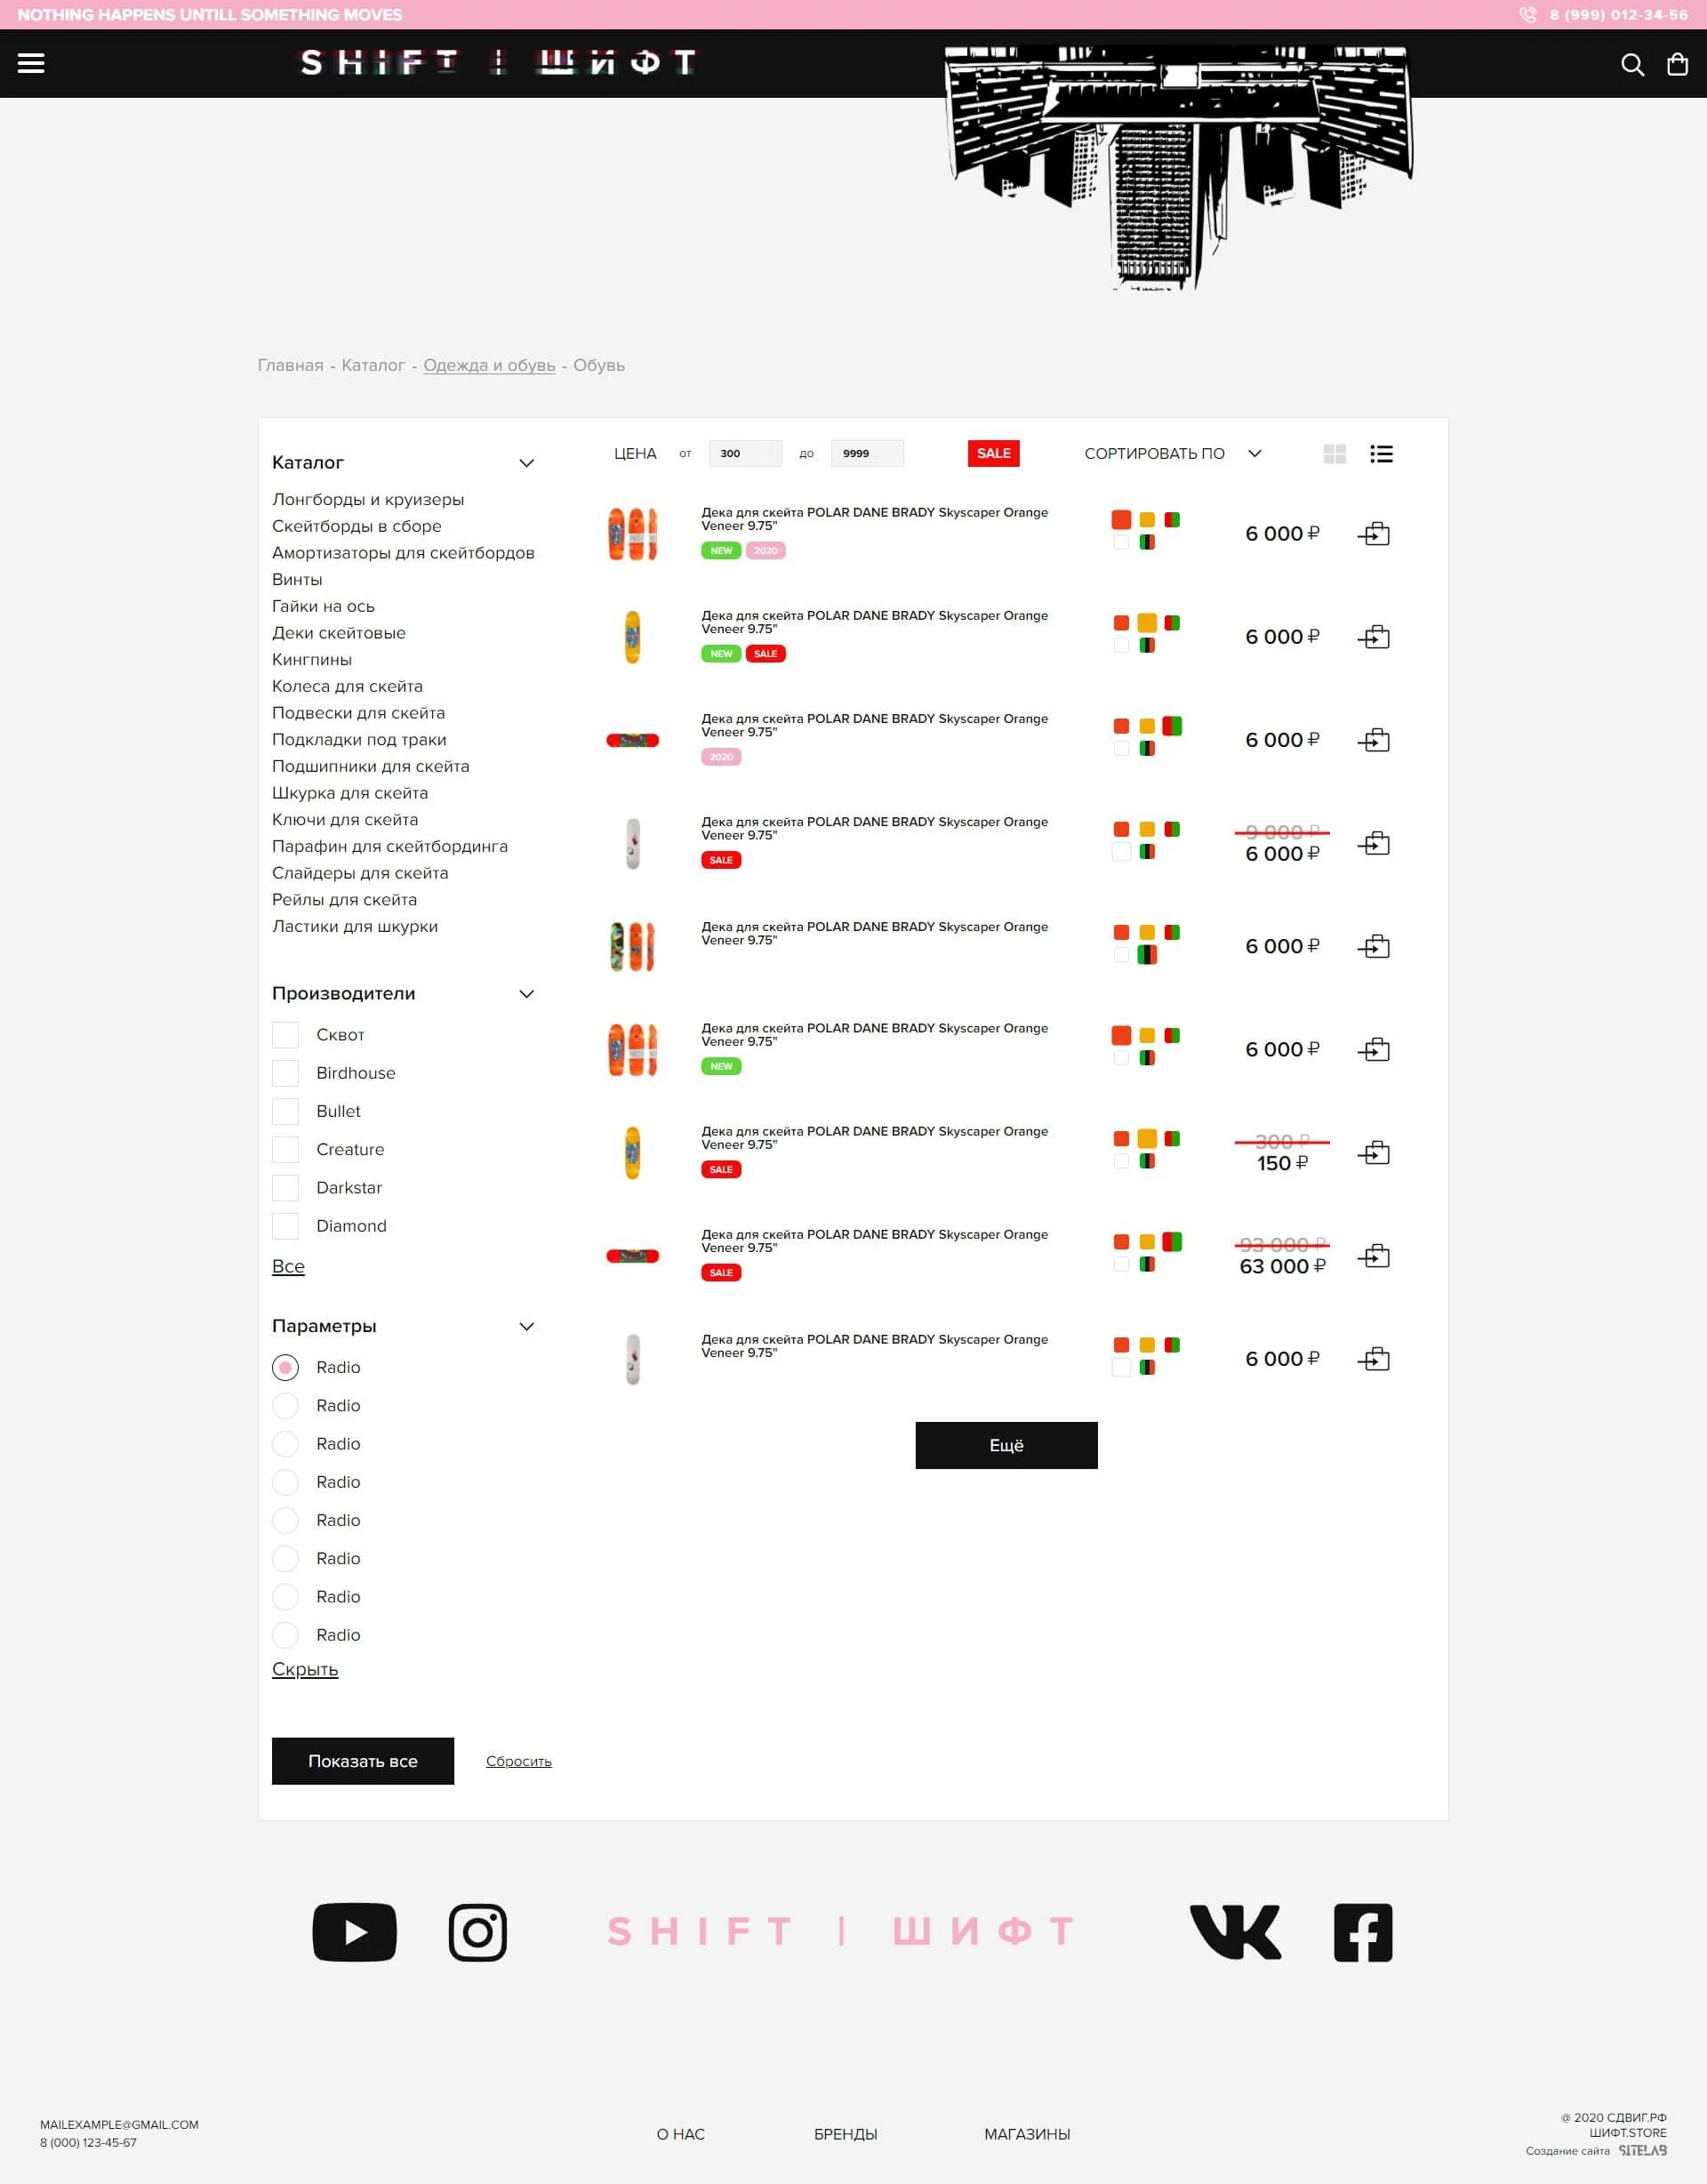 NOTHING HAPPENS UNTILL SOMETHING MOVES
8 (999) 012-34-56
SHIFT | ШИФТ
Главная - Каталог - Одежда и обувь - Обувь
Каталог
Лонгборды и круизеры
Скейтборды в сборе
Амортизаторы для скейтбордов
Винты
Гайки на ось
Деки скейтовые
Кингпины
Колеса для скейта
Подвески для скейта
Подкладки под траки
Подшипники для скейта
Шкурка для скейта
Ключи для скейта
Парафин для скейтбординга
Слайдеры для скейта
Рейлы для скейта
Ластики для шкурки
Производители
Сквот
Birdhouse
Bullet
Creature
Darkstar
Diamond
Все
Параметры
Radio
Radio
Radio
Radio
Radio
Radio
Radio
Radio
Скрыть
Показать все
Сбросить
ЦЕНА от 300 до 9999
SALE
СОРТИРОВАТЬ ПО
Дека для скейта POLAR DANE BRADY Skyscaper Orange
Veneer 9.75"
NEW 2020
6 000 ₽
Дека для скейта POLAR DANE BRADY Skyscaper Orange
Veneer 9.75"
NEW SALE
6 000 ₽
Дека для скейта POLAR DANE BRADY Skyscaper Orange
Veneer 9.75"
2020
6 000 ₽
Дека для скейта POLAR DANE BRADY Skyscaper Orange
Veneer 9.75"
SALE
9 000 ₽
6 000 ₽
Дека для скейта POLAR DANE BRADY Skyscaper Orange
Veneer 9.75"
6 000 ₽
Дека для скейта POLAR DANE BRADY Skyscaper Orange
Veneer 9.75"
NEW
6 000 ₽
Дека для скейта POLAR DANE BRADY Skyscaper Orange
Veneer 9.75"
SALE
300 ₽
150 ₽
Дека для скейта POLAR DANE BRADY Skyscaper Orange
Veneer 9.75"
SALE
93 000 ₽
63 000 ₽
Дека для скейта POLAR DANE BRADY Skyscaper Orange
Veneer 9.75"
6 000 ₽
Ещё
SHIFT | ШИФТ
MAILEXAMPLE@GMAIL.COM
8 (000) 123-45-67
О НАС
БРЕНДЫ
МАГАЗИНЫ
@ 2020 СДВИГ.РФ
ШИФТ.STORE
Создание сайта SITELAB